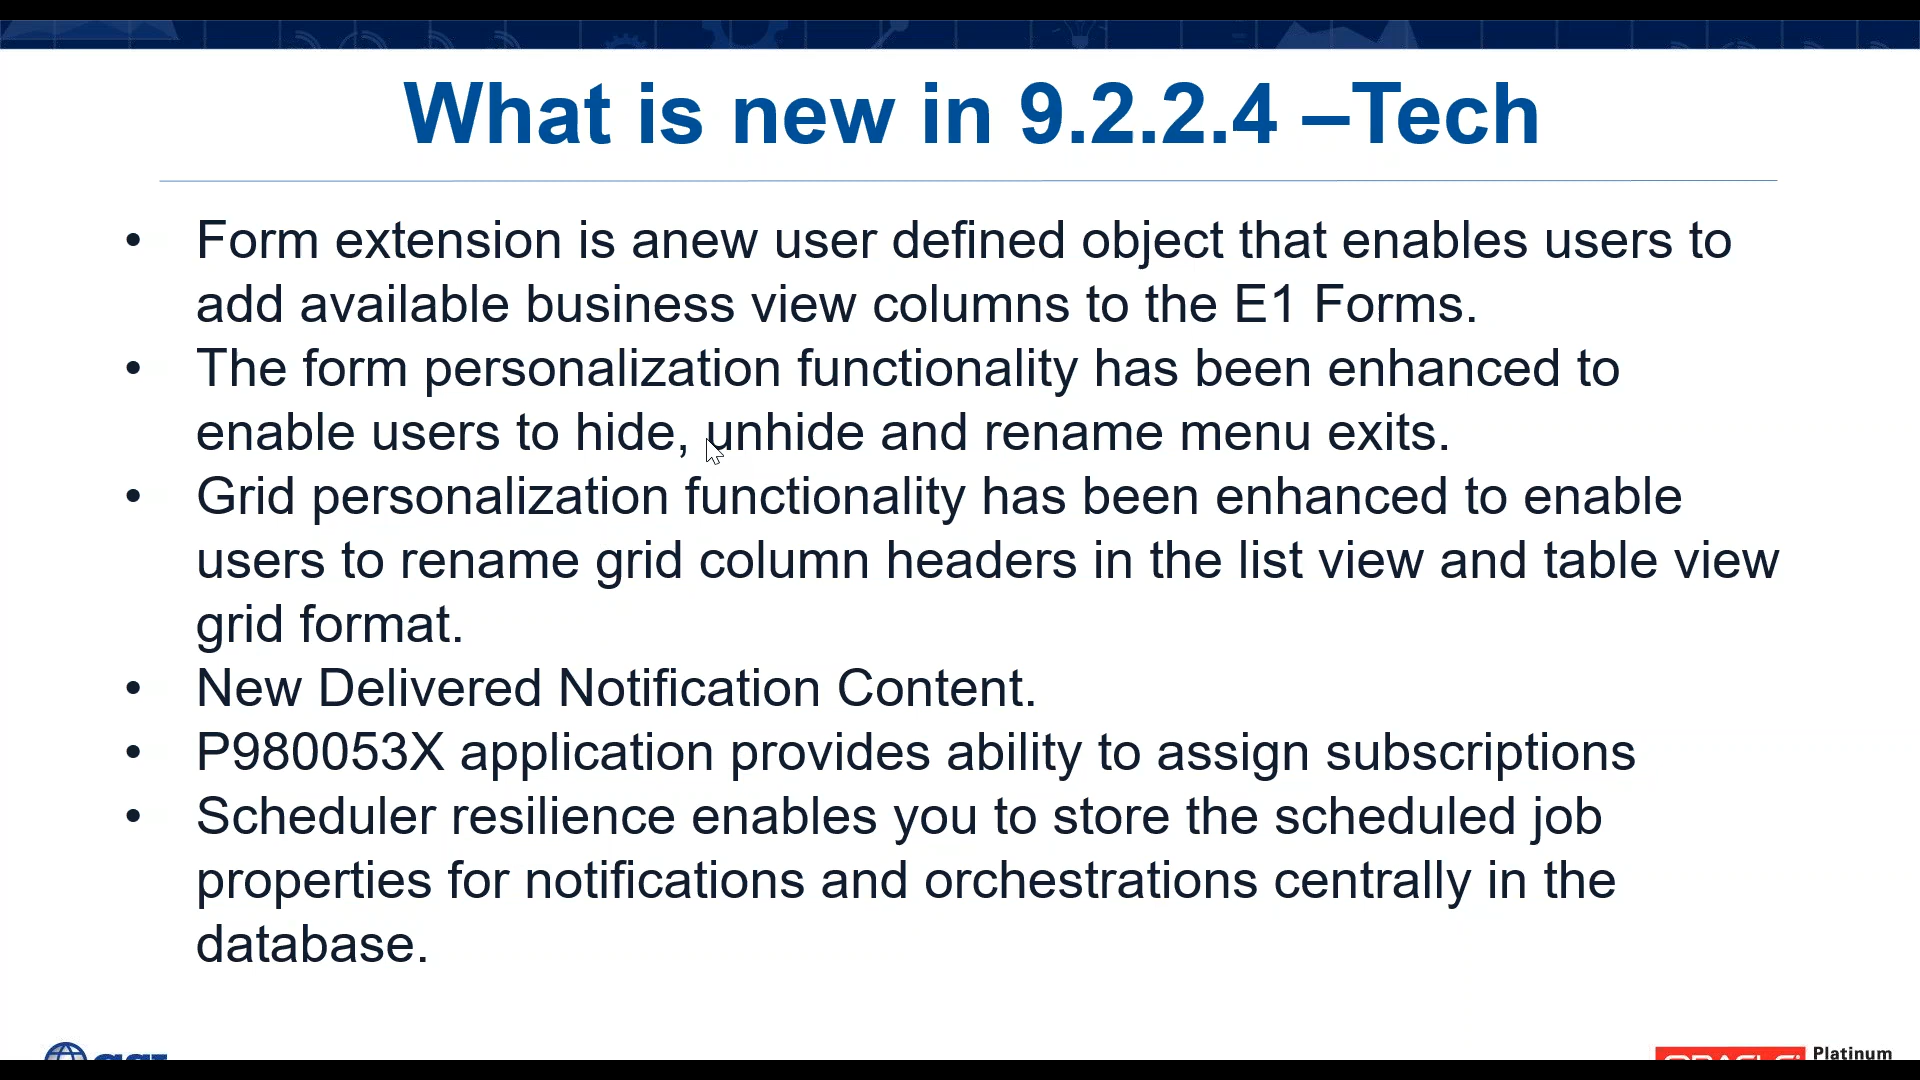 What is new in 9.2.2.4 –Tech
• Form extension is anew user defined object that enables users to
add available business view columns to the E1 Forms.
• The form personalization functionality has been enhanced to
enable users to hide, unhide and rename menu exits.
• Grid personalization functionality has been enhanced to enable
users to rename grid column headers in the list view and table view
grid format.
• New Delivered Notification Content.
• P980053X application provides ability to assign subscriptions
• Scheduler resilience enables you to store the scheduled job
properties for notifications and orchestrations centrally in the
database.
ORACLE Platinum